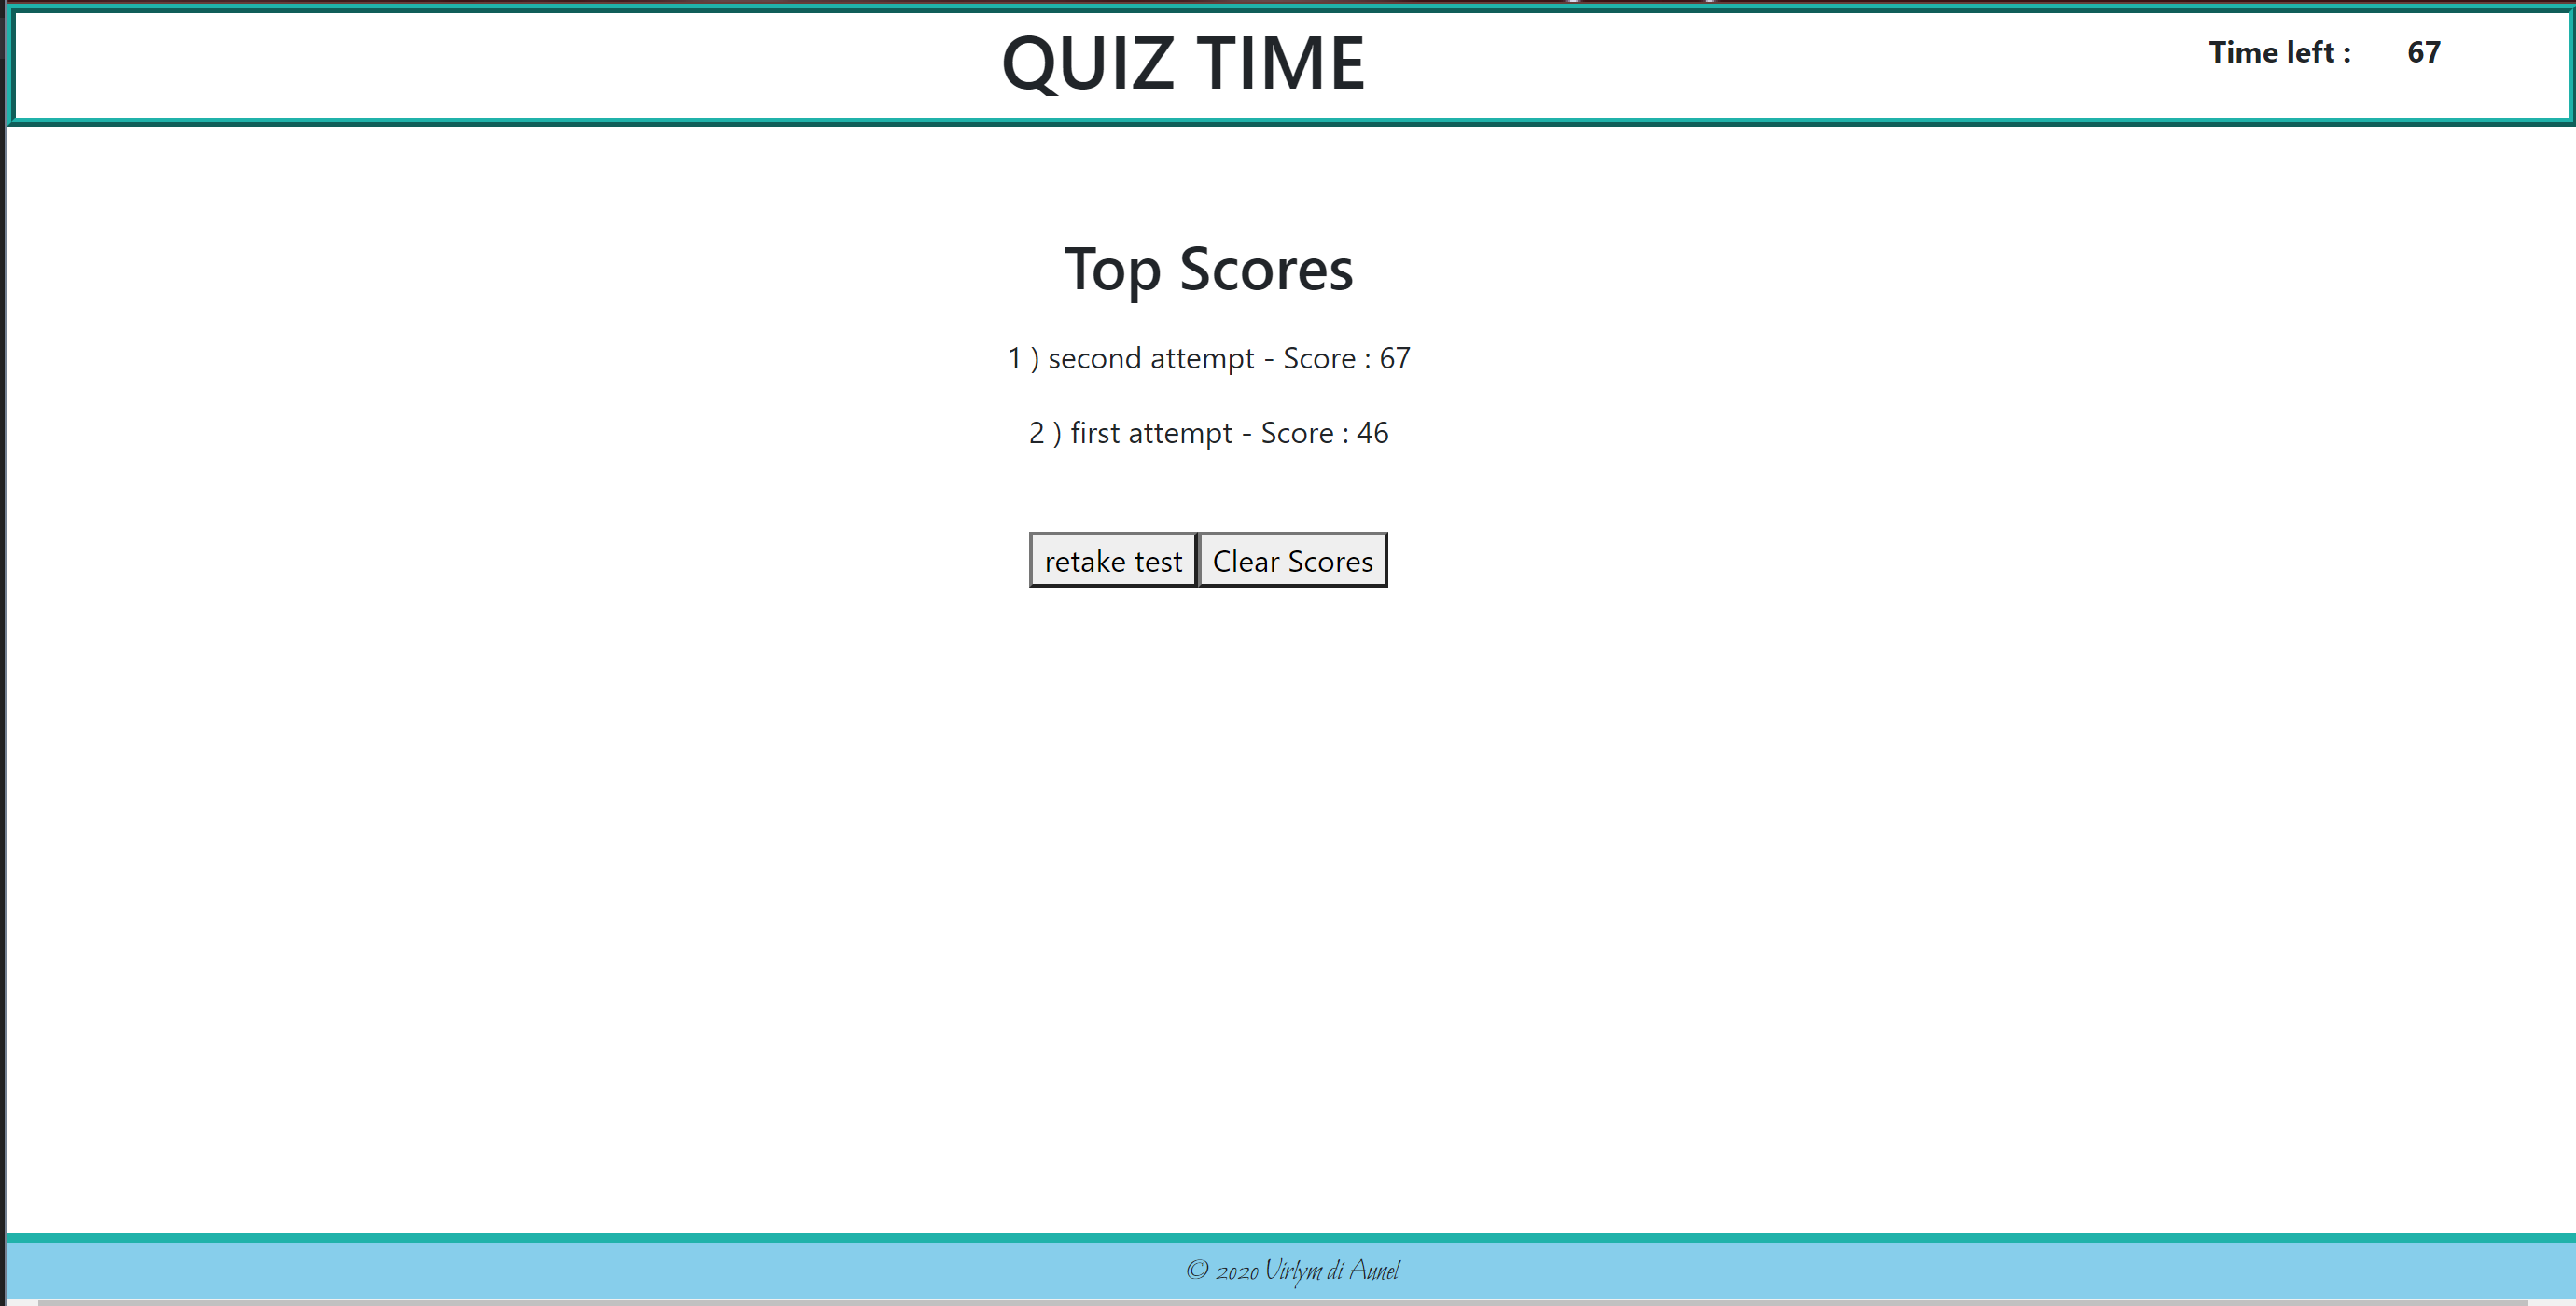 QUIZ TIME
Time left : 67
Top Scores
1 ) second attempt - Score : 67
2 ) first attempt - Score : 46
retake test Clear Scores
© 2020 Virlym di Aunel